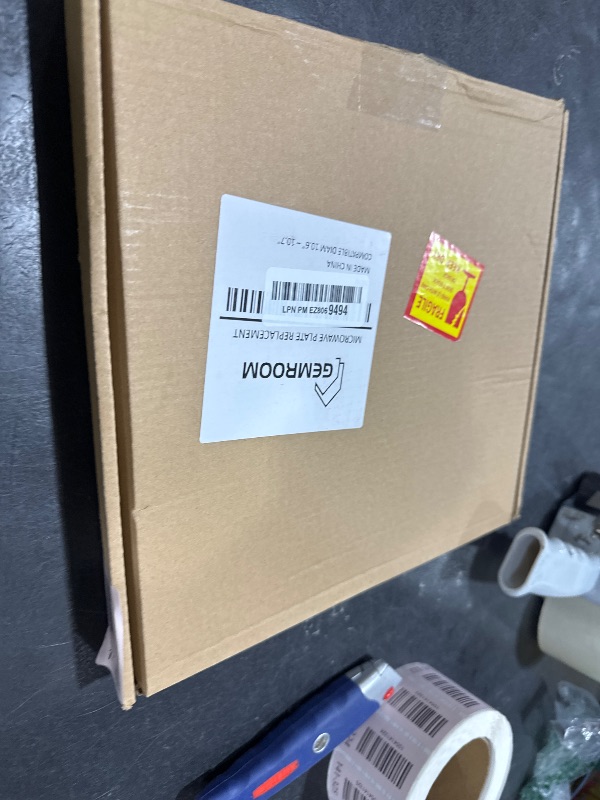 GEMROOM
MICROWAVE PLATE REPLACEMENT
LPN PM EZ8069494
MADE IN CHINA
COMPATIBLE DIAM 10.6" – 10.7"
FRAGILE